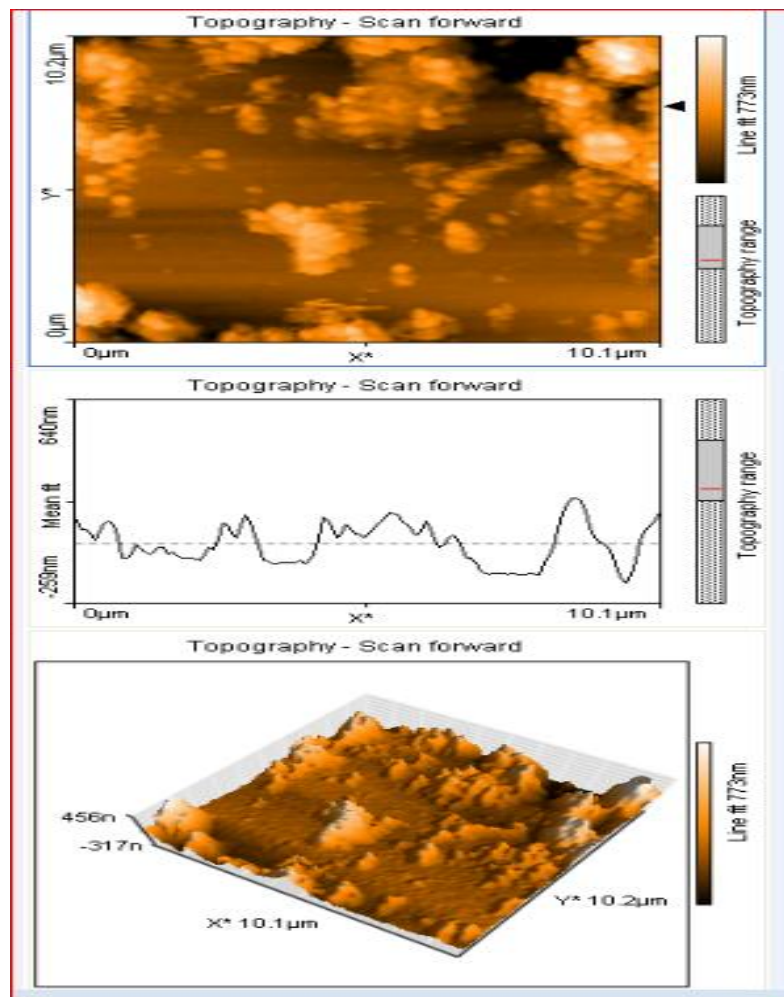 Topography - Scan forward
10.2µm
Y*
0µm
0µm
X*
10.1µm
Line fit 773nm
Topography range
Topography - Scan forward
640nm
Mean fit
-259nm
0µm
X*
10.1µm
Topography range
Topography - Scan forward
456n
-317n
X* 10.1µm
Y* 10.2µm
Line fit 773nm